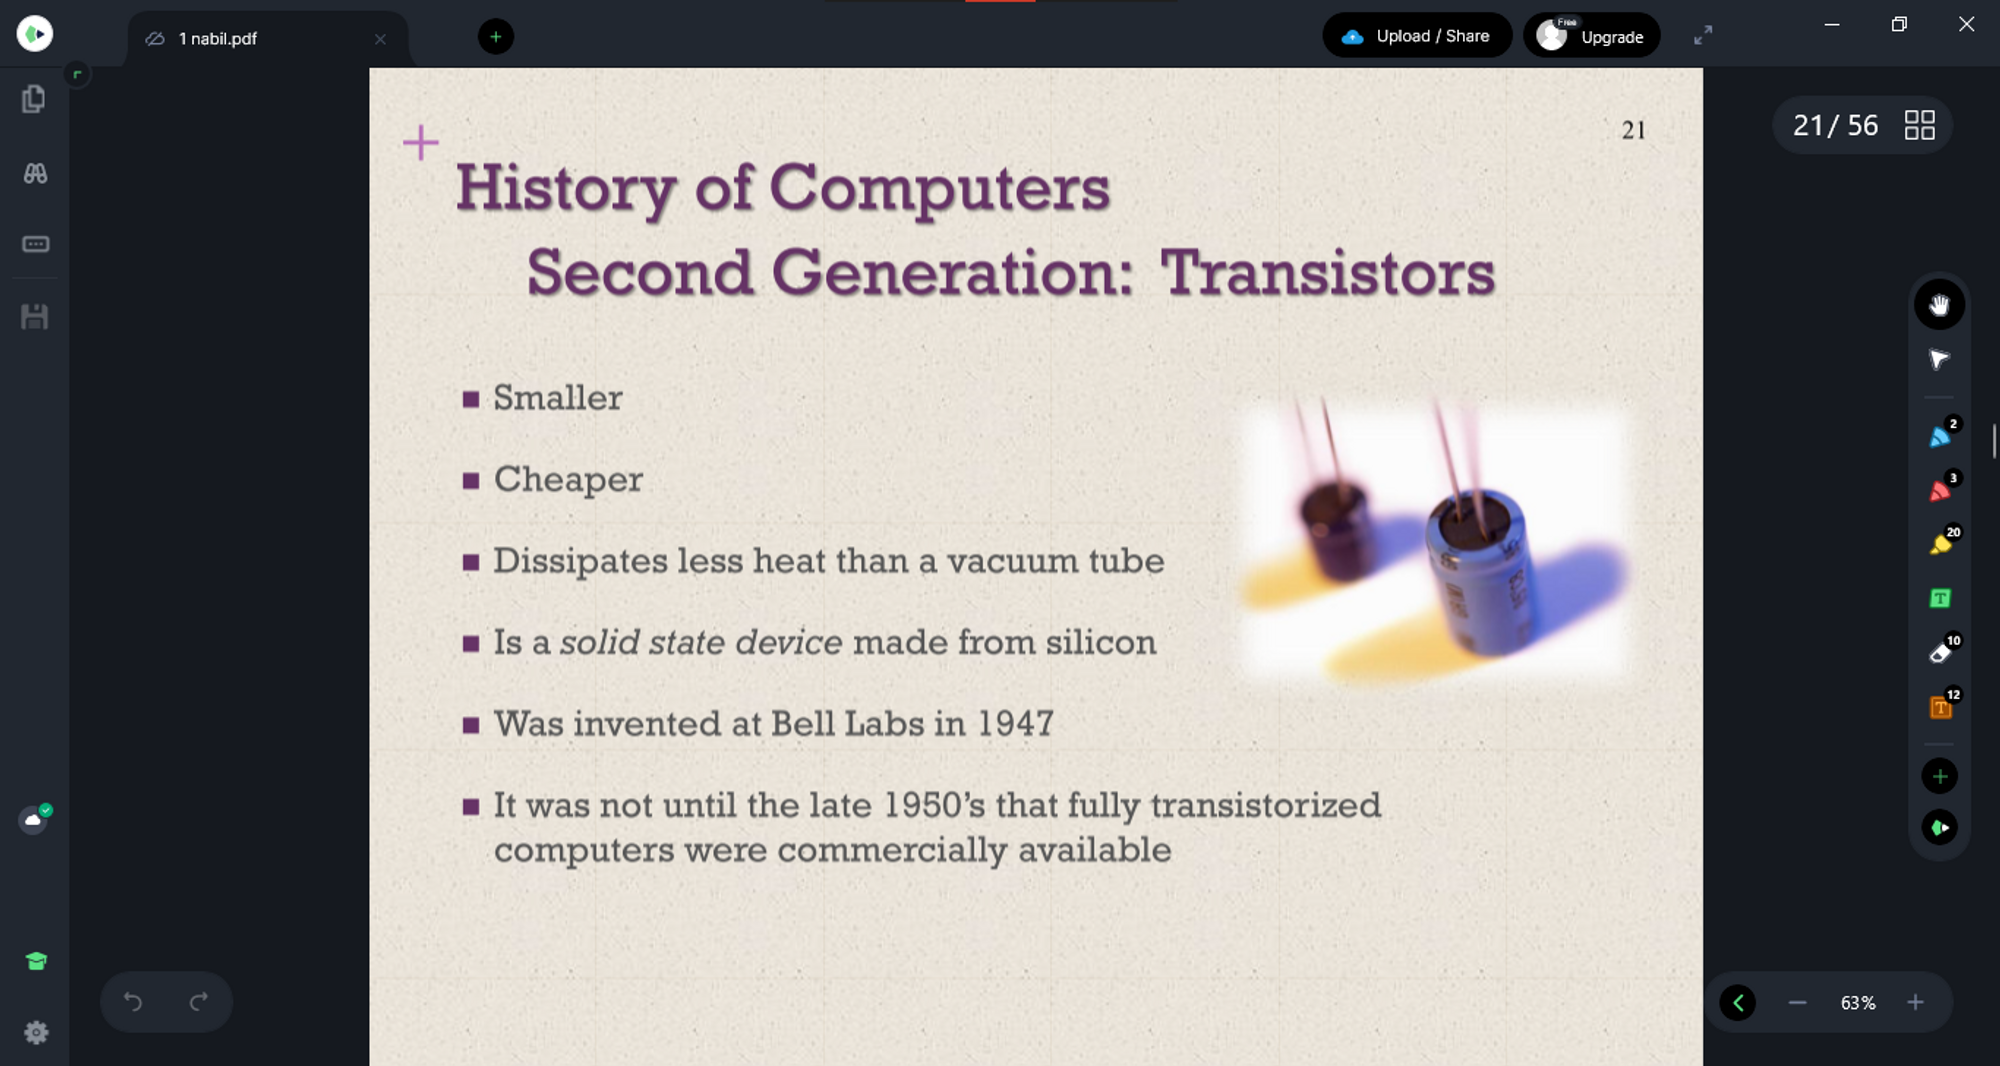 1 nabil.pdf
Upload / Share
Free
Upgrade
21/ 56
21
History of Computers
Second Generation: Transistors
■ Smaller
■ Cheaper
■ Dissipates less heat than a vacuum tube
■ Is a solid state device made from silicon
■ Was invented at Bell Labs in 1947
■ It was not until the late 1950's that fully transistorized
computers were commercially available
2
3
20
T
10
12
T
63%